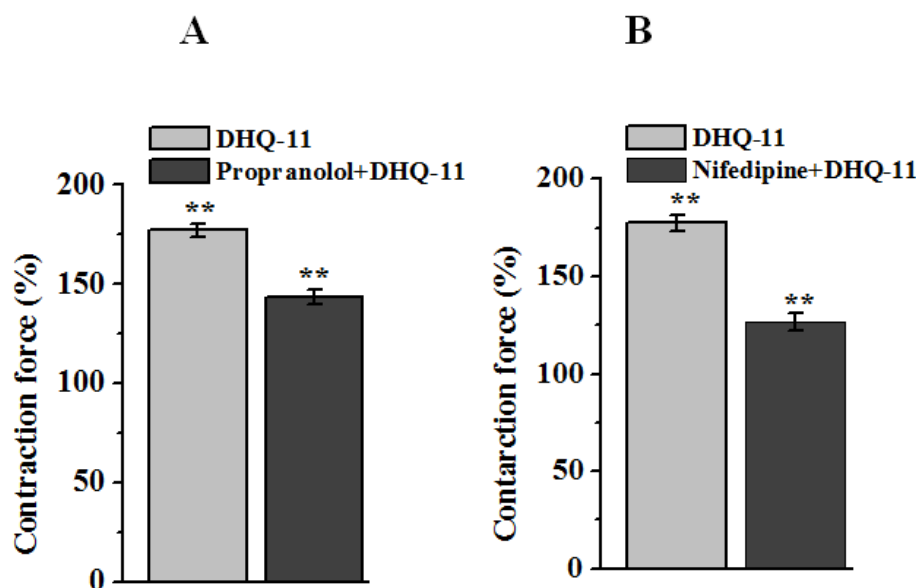 A
DHQ-11
Propranolol+DHQ-11
200
**
**
150
100
50
0
Contraction force (%)
B
DHQ-11
Nifedipine+DHQ-11
200
**
**
150
100
50
0
Contarction force (%)